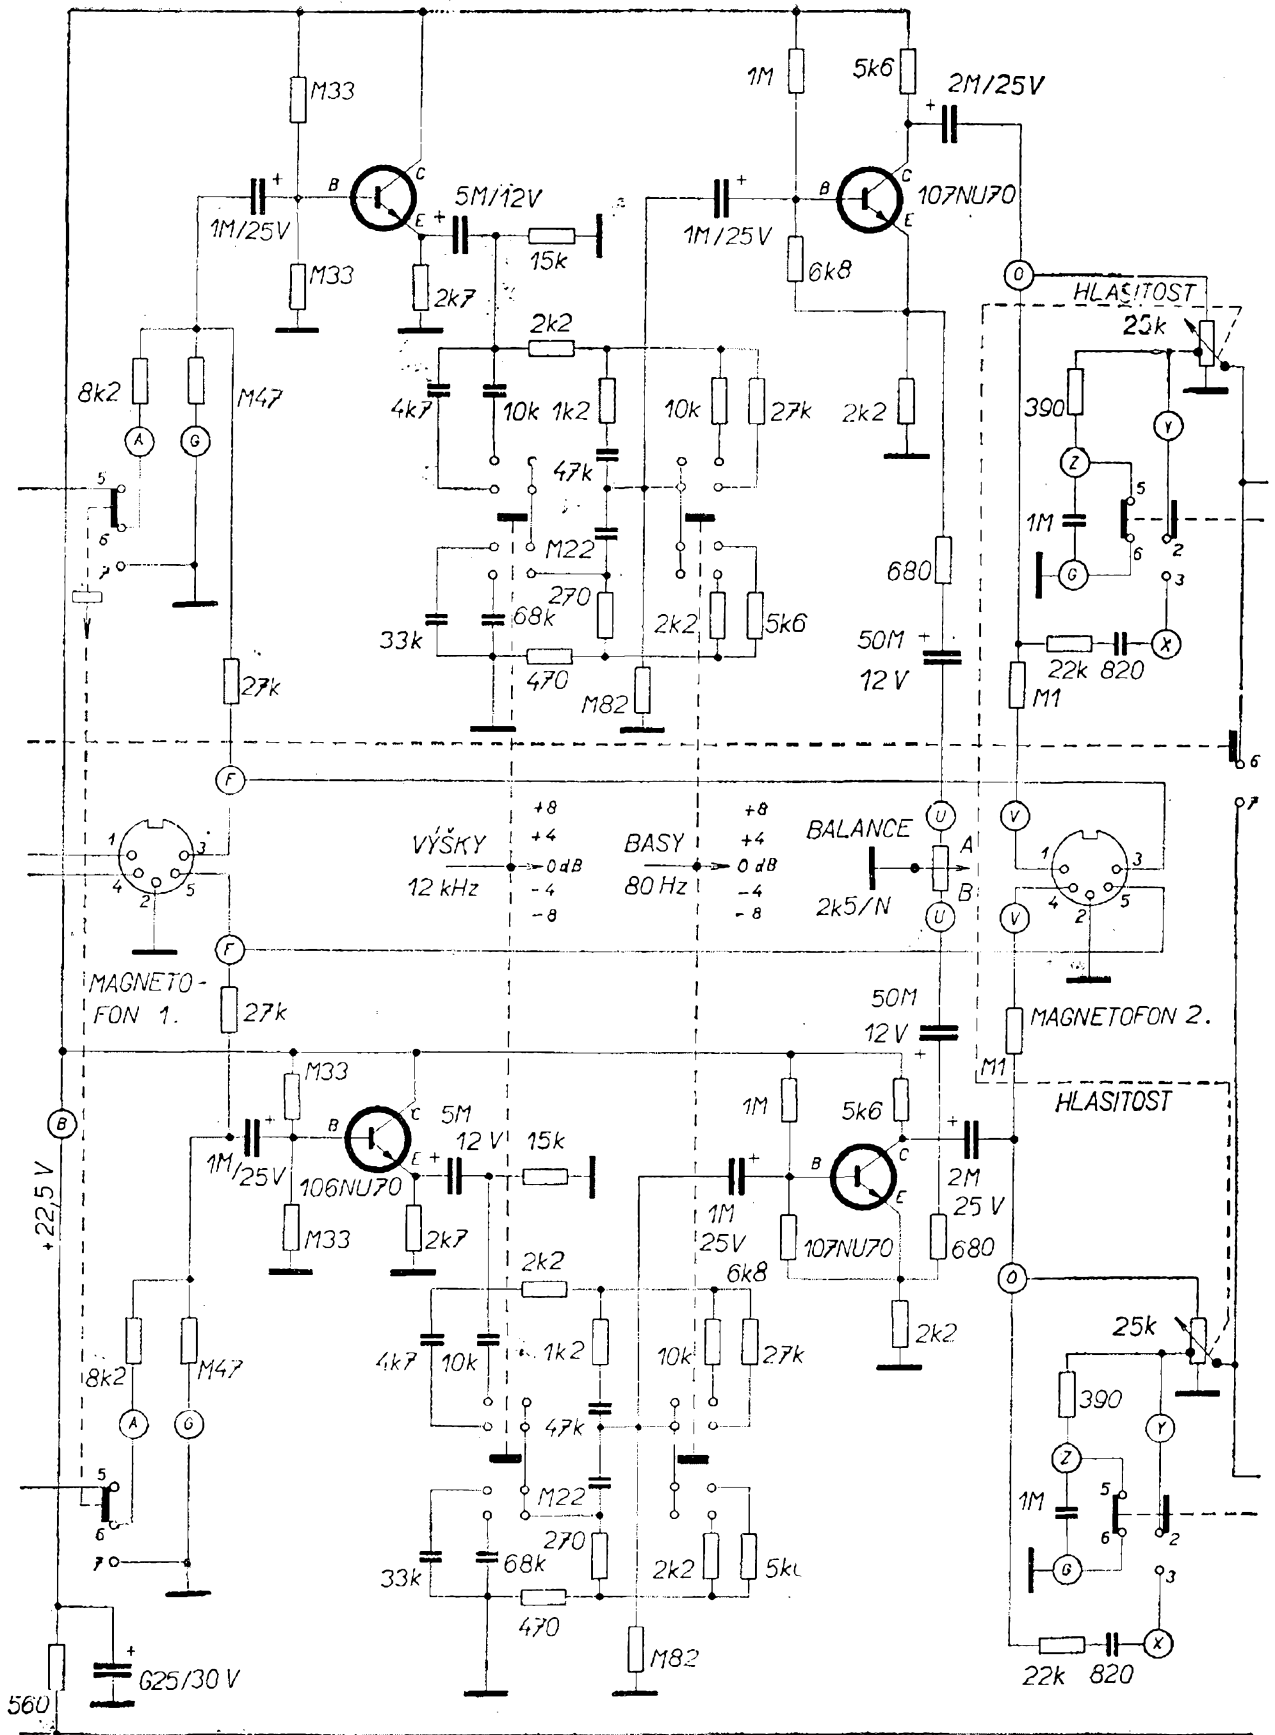 M33
1M
5k6
2M/25V
B
C
E
1M/25V
5M/12V
1M/25V
B
C
E
107NU70
M33
2k7
15k
6k8
O
HLASITOST
25k
2k2
8k2
A
M47
G
4k7
10k
1k2
10k
27k
2k2
390
Y
Z
47k
5
6
7
M22
270
680
1M
5
6
2
3
G
33k
68k
2k2
5k6
50M
12V
470
M82
22k
820
X
M1
27k
6
7
F
1
3
4
5
2
VÝŠKY
12 kHz
+8
+4
0 dB
-4
-8
BASY
80 Hz
+8
+4
0 dB
-4
-8
BALANCE
2k5/N
U
A
B
U
V
V
1
3
4
5
2
F
MAGNETO-
FON 1.
27k
50M
12V
M1
MAGNETOFON 2.
HLASITOST
B
+22,5V
M33
1M/25V
B
C
E
106NU70
5M
12V
15k
1M
5k6
B
C
E
2M
25V
1M
25V
107NU70
680
M33
2k7
6k8
O
2k2
2k2
25k
8k2
A
M47
G
4k7
10k
1k2
10k
27k
390
Y
Z
47k
5
6
7
M22
270
1M
5
6
2
3
G
33k
68k
2k2
470
M82
22k
820
X
560
G25/30V